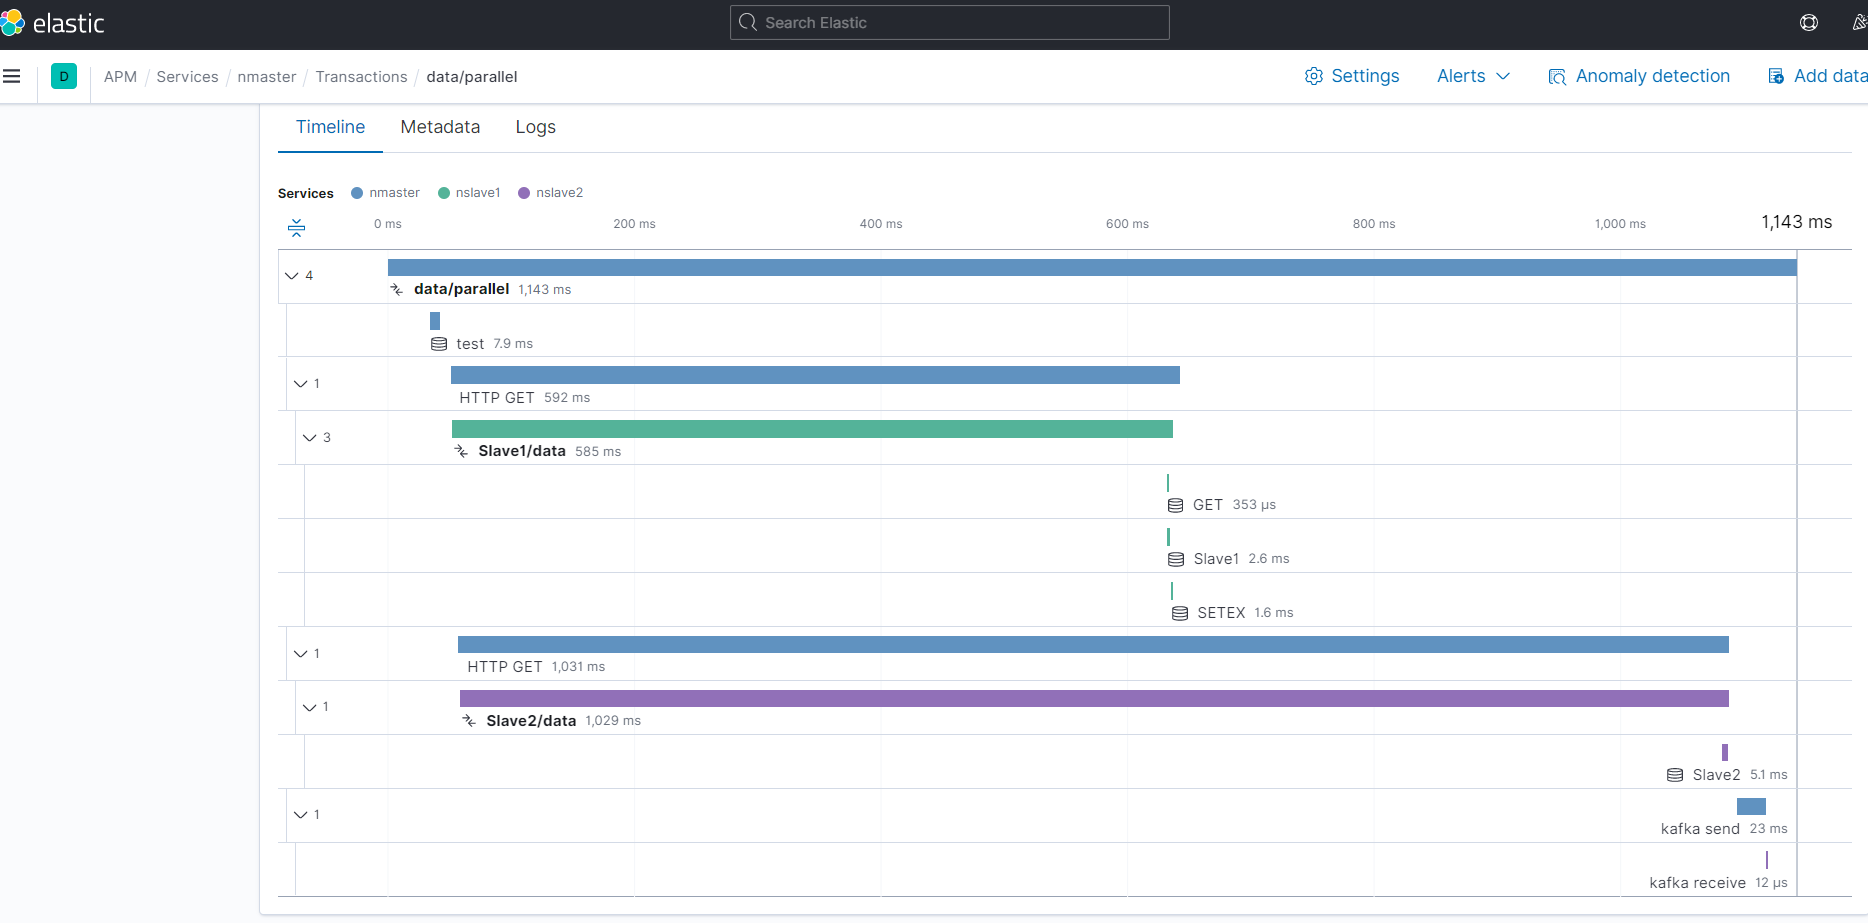 elastic
Search Elastic
D
APM / Services / nmaster / Transactions / data/parallel
Settings
Alerts
Anomaly detection
Add data
Timeline
Metadata
Logs
Services
nmaster
nslave1
nslave2
0 ms
200 ms
400 ms
600 ms
800 ms
1,000 ms
1,143 ms
4
data/parallel 1,143 ms
test 7.9 ms
1
HTTP GET 592 ms
3
Slave1/data 585 ms
GET 353 μs
Slave1 2.6 ms
SETEX 1.6 ms
1
HTTP GET 1,031 ms
1
Slave2/data 1,029 ms
Slave2 5.1 ms
1
kafka send 23 ms
kafka receive 12 μs